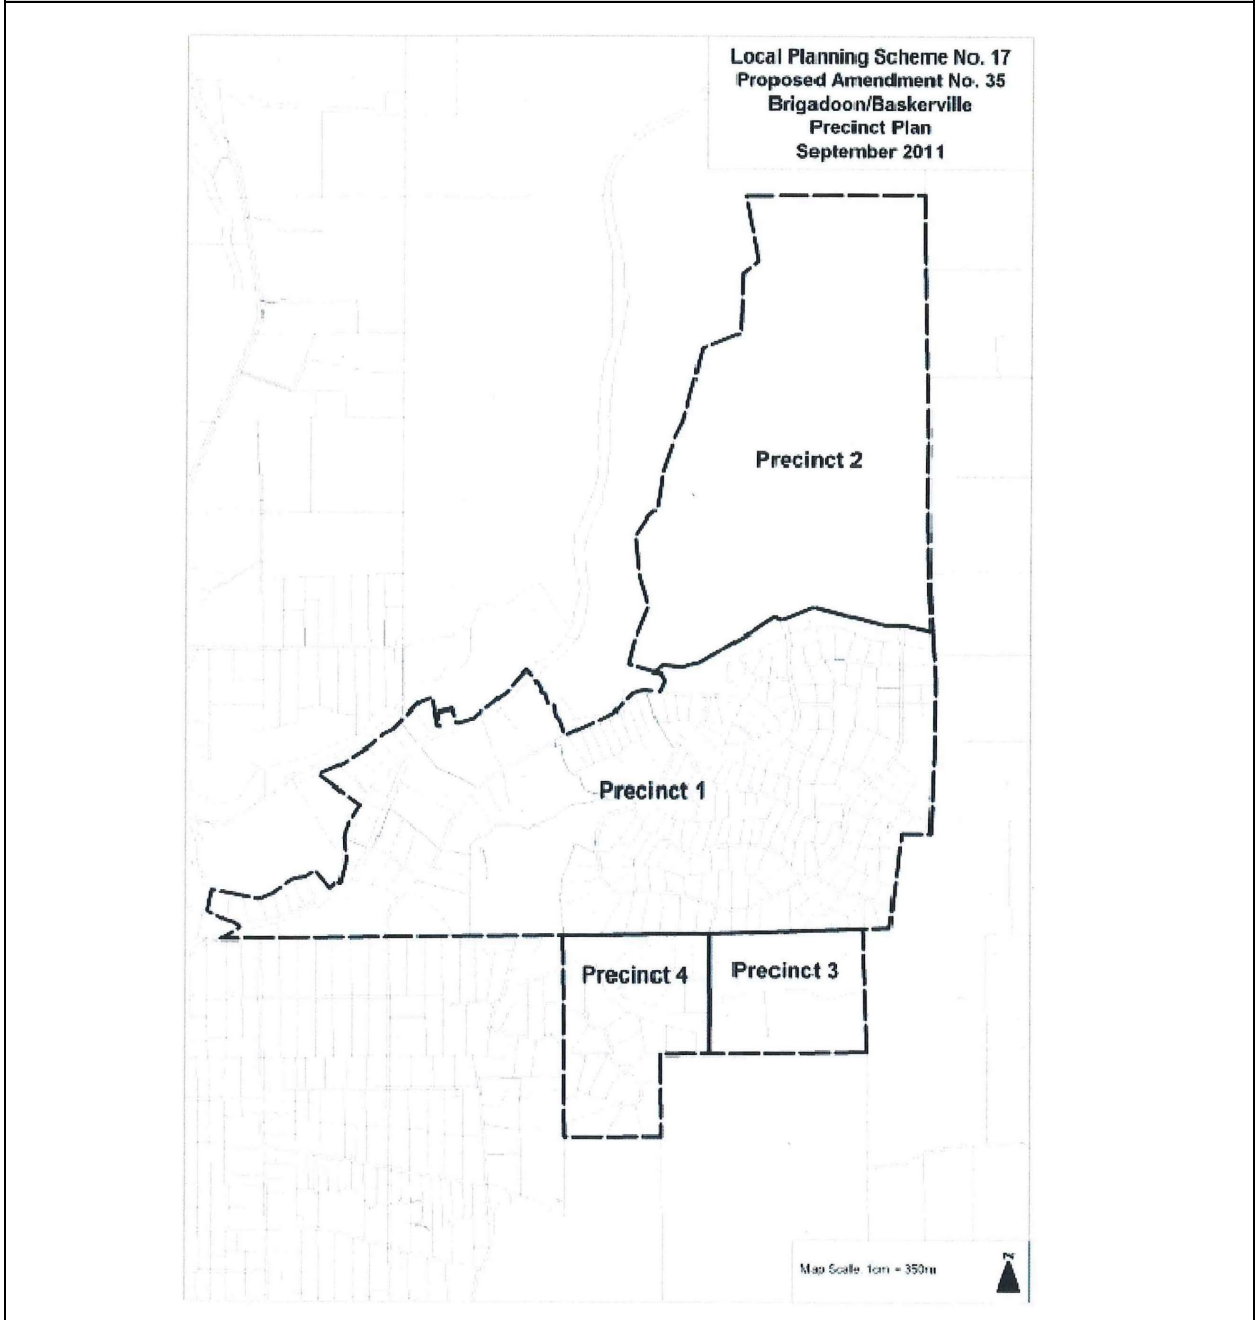 Local Planning Scheme No. 17
Proposed Amendment No. 35
Brigadoon/Baskerville
Precinct Plan
September 2011
Precinct 2
Precinct 1
Precinct 4
Precinct 3
Map Scale: 1cm = 350m
N